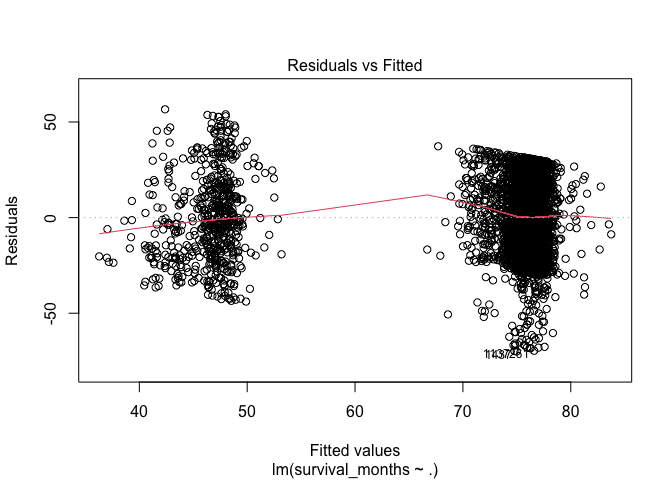 Residuals vs Fitted
Residuals
50
0
-50
40
50
60
70
80
Fitted values
lm(survival_months ~ .)